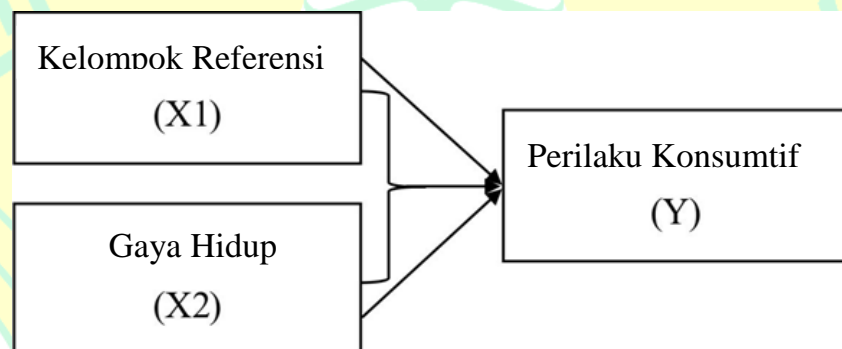 Kelompok Referensi
(X1)
Perilaku Konsumtif
(Y)
Gaya Hidup
(X2)